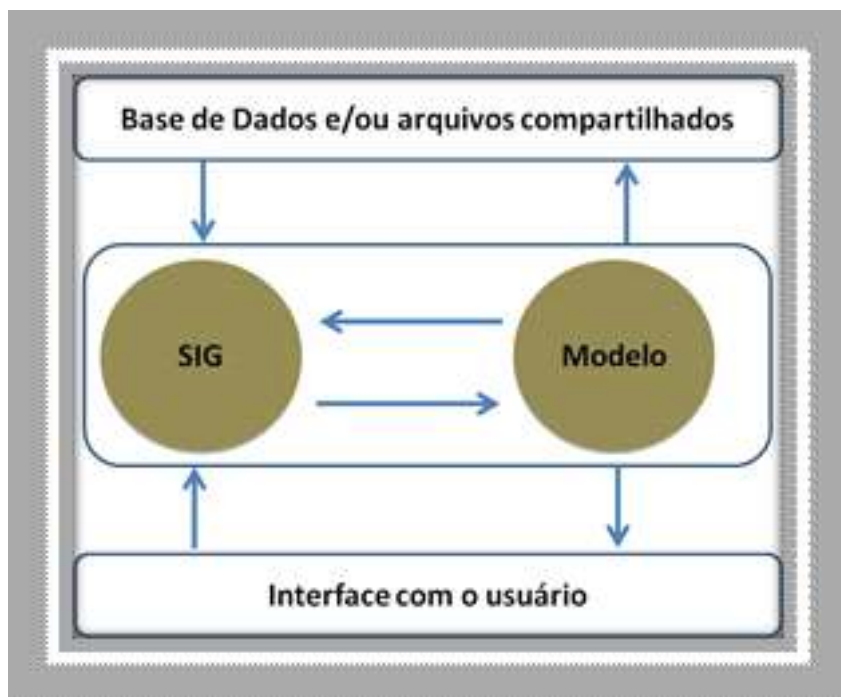 Base de Dados e/ou arquivos compartilhados
SIG
Modelo
Interface com o usuário